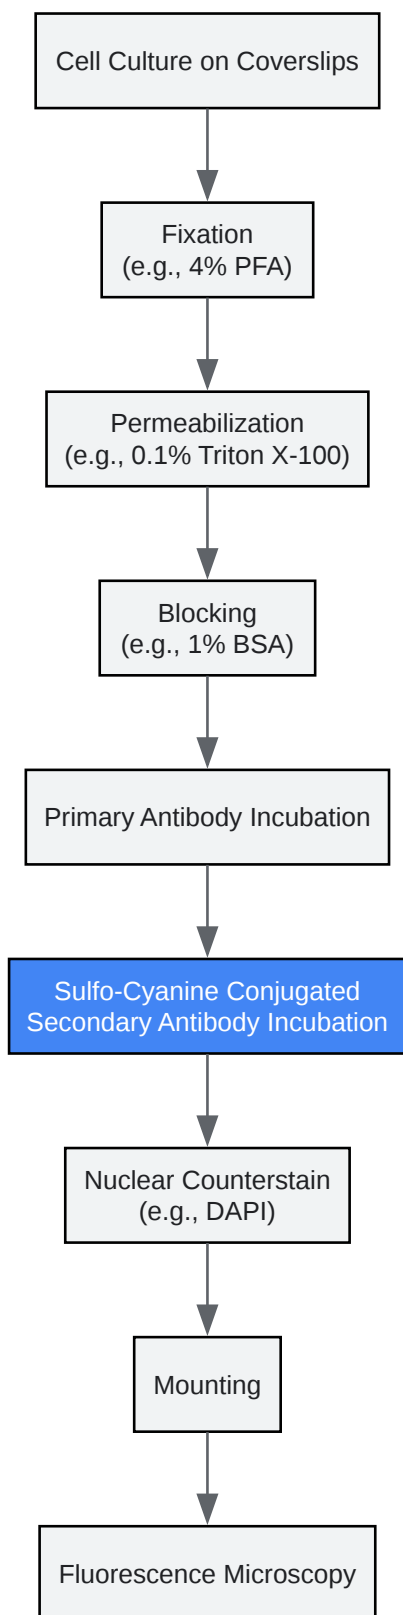 Cell Culture on Coverslips
Fixation
(e.g., 4% PFA)
Permeabilization
(e.g., 0.1% Triton X-100)
Blocking
(e.g., 1% BSA)
Primary Antibody Incubation
Sulfo-Cyanine Conjugated
Secondary Antibody Incubation
Nuclear Counterstain
(e.g., DAPI)
Mounting
Fluorescence Microscopy